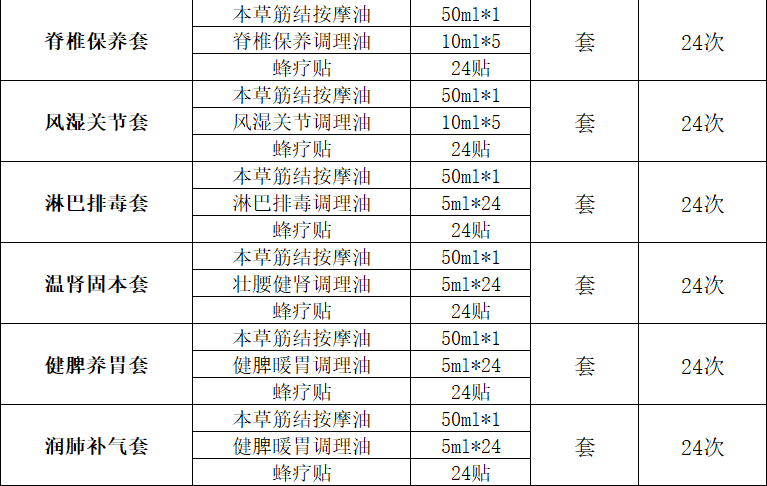 本草筋结按摩油 50ml*1
脊椎保养套 脊椎保养调理油 10ml*5 套 24次
蜂疗贴 24贴
本草筋结按摩油 50ml*1
风湿关节套 风湿关节调理油 10ml*5 套 24次
蜂疗贴 24贴
本草筋结按摩油 50ml*1
淋巴排毒套 淋巴排毒调理油 5ml*24 套 24次
蜂疗贴 24贴
本草筋结按摩油 50ml*1
温肾固本套 壮腰健肾调理油 5ml*24 套 24次
蜂疗贴 24贴
本草筋结按摩油 50ml*1
健脾养胃套 健脾暖胃调理油 5ml*24 套 24次
蜂疗贴 24贴
本草筋结按摩油 50ml*1
润肺补气套 健脾暖胃调理油 5ml*24 套 24次
蜂疗贴 24贴